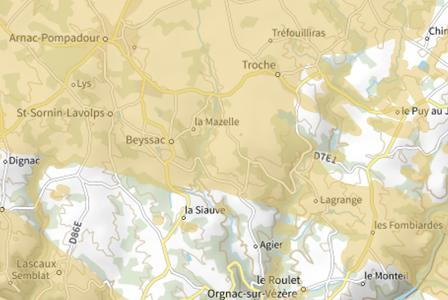 Tréfouilliras
Arnac-Pompadour
Troche
Lys
St-Sornin-Lavolps
la Mazelle
le Puy au J
Beyssac
D7E1
Dignac
Lagrange
la Siauve
D86E
les Fombiardes
Agier
Lascaux
Semblat
le Roulet
le Monteil
Orgnac-sur-Vézère